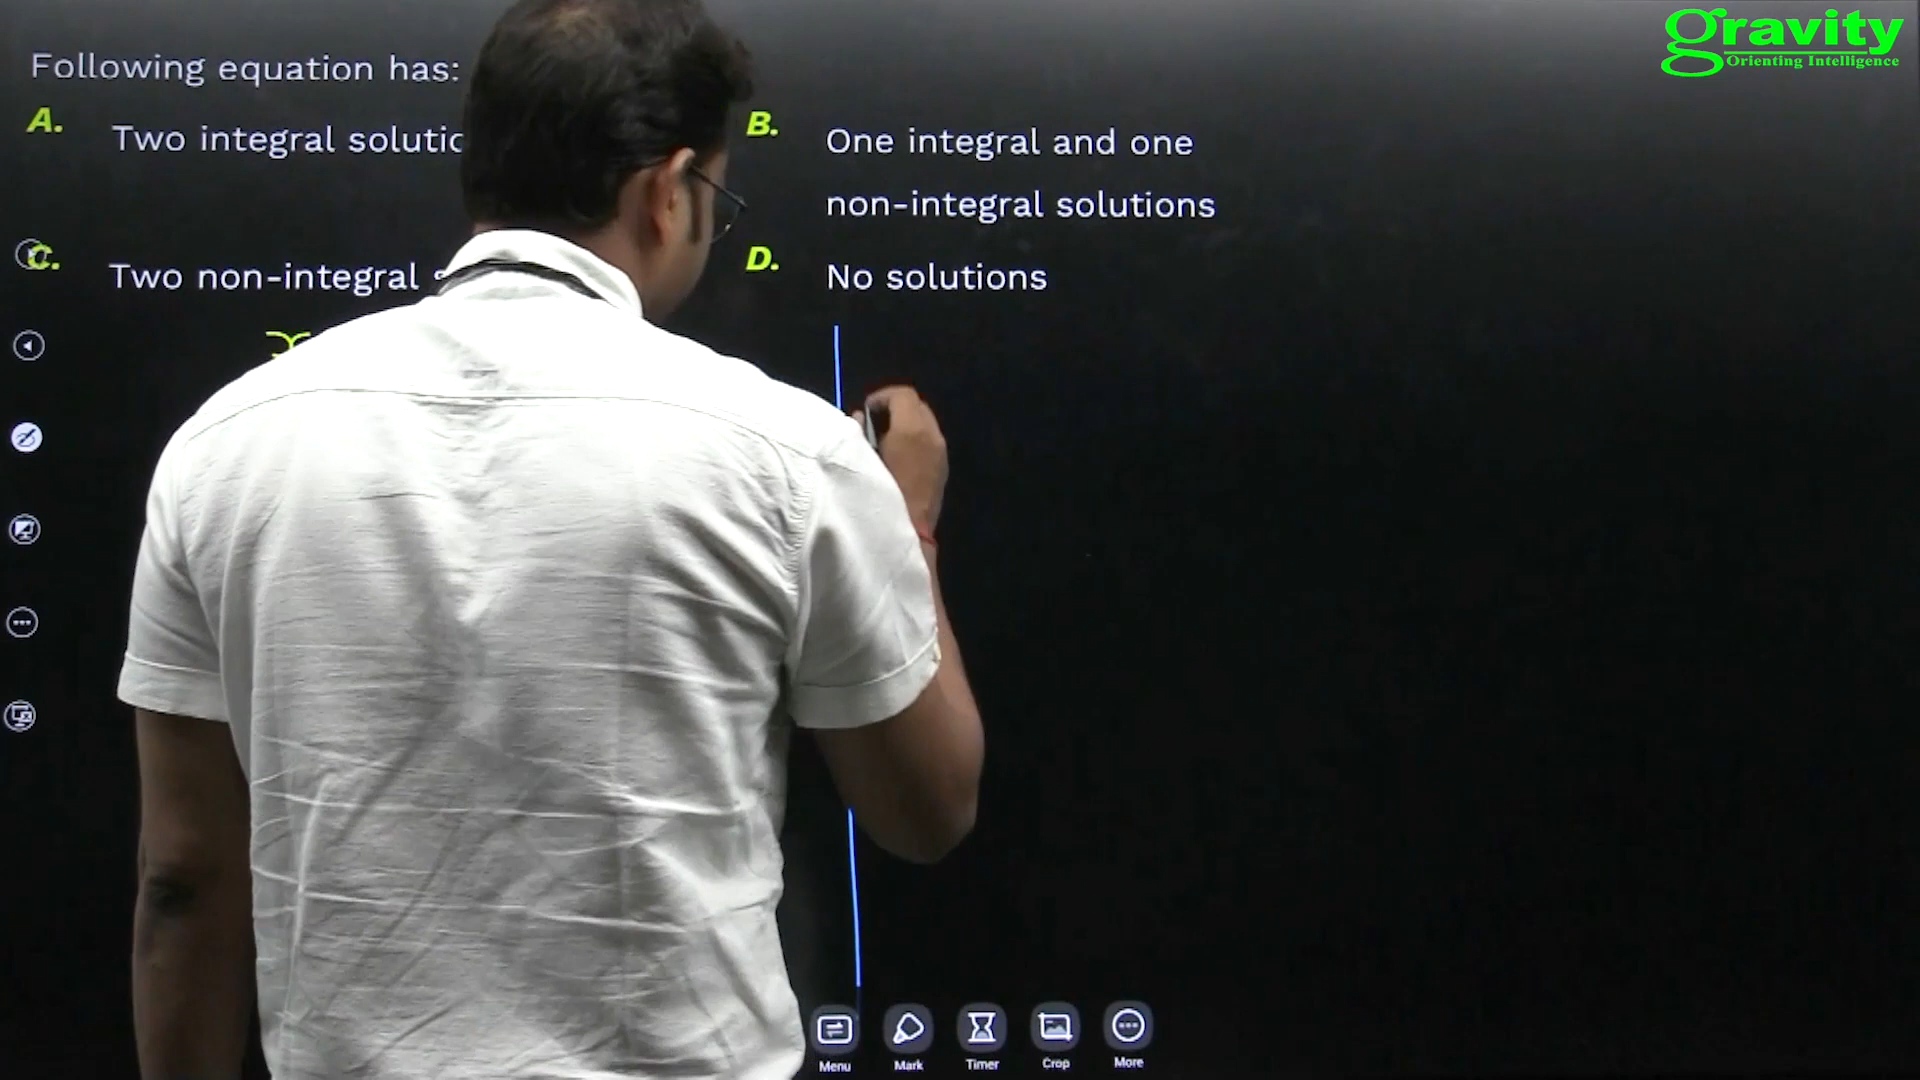 gravity
Orienting Intelligence
Following equation has:
A. Two integral
B. One integral and one
non-integral solutions
C. Two non-integral
D. No solutions
x
Menu Mark Timer Crop More